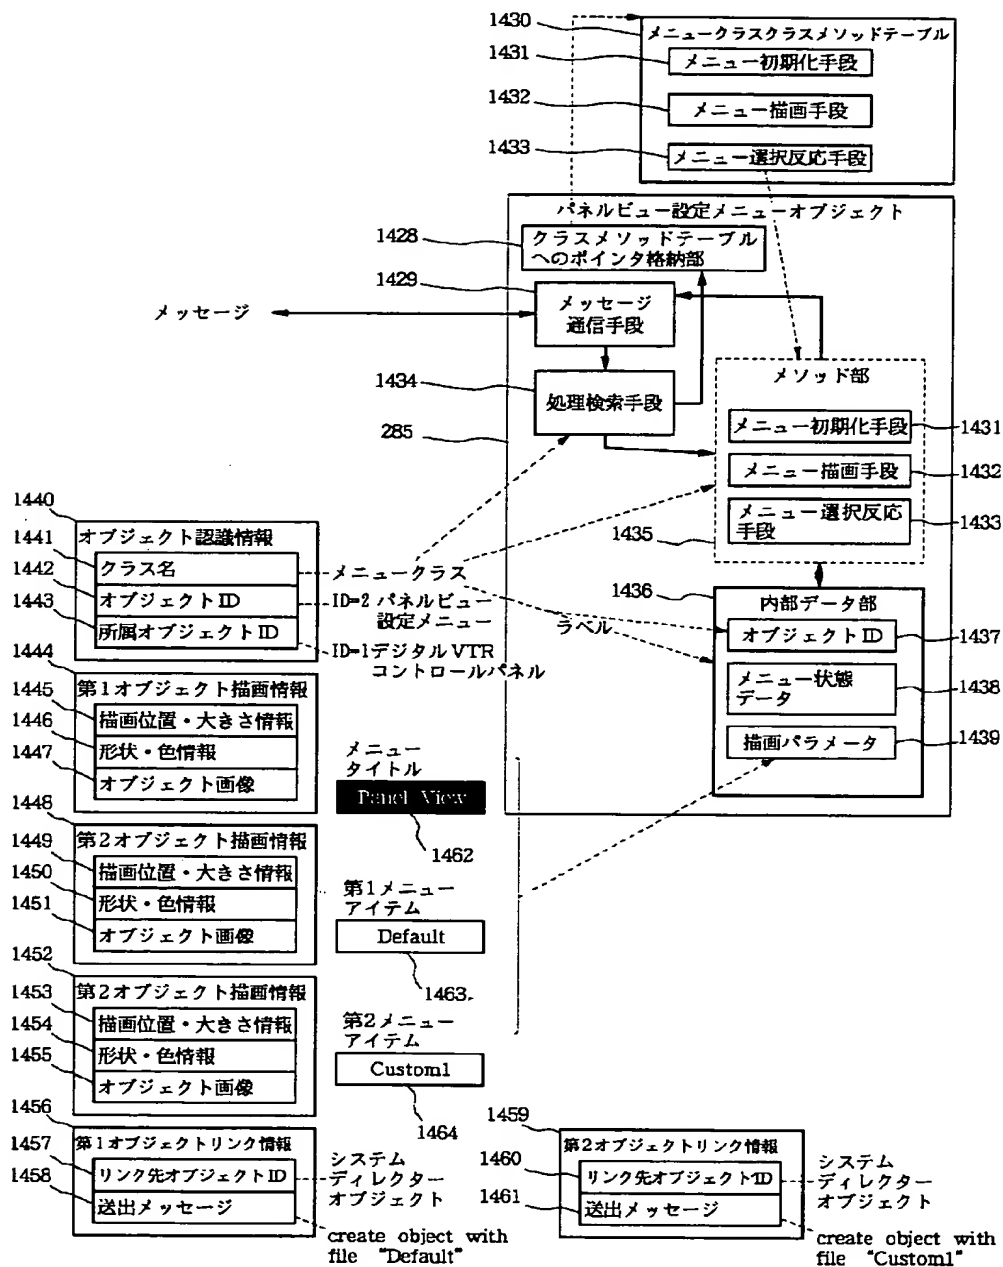 1430
メニュークラスクラスメソッドテーブル
1431
メニュー初期化手段
1432
メニュー描画手段
1433
メニュー選択反応手段
パネルビュー設定メニューオブジェクト
1428
クラスメソッドテーブル
へのポインタ格納部
1429
メッセージ
通信手段
メッセージ
1434
処理検索手段
285
メソッド部
メニュー初期化手段
1431
メニュー描画手段
1432
メニュー選択反応
手段
1433
1435
1436
内部データ部
オブジェクトID
1437
メニュー状態
データ
1438
描画パラメータ
1439
1440
オブジェクト認識情報
1441
クラス名
メニュークラス
1442
オブジェクトID
ID=2 パネルビュー
設定メニュー
1443
所属オブジェクトID
ID=1デジタルVTR
コントロールパネル
ラベル
1444
第1オブジェクト描画情報
1445
描画位置・大きさ情報
1446
形状・色情報
1447
オブジェクト画像
メニュー
タイトル
Panel View
1462
1448
第2オブジェクト描画情報
1449
描画位置・大きさ情報
1450
形状・色情報
1451
オブジェクト画像
第1メニュー
アイテム
Default
1463
1452
第2オブジェクト描画情報
1453
描画位置・大きさ情報
1454
形状・色情報
1455
オブジェクト画像
第2メニュー
アイテム
Custom1
1464
1456
第1オブジェクトリンク情報
1457
リンク先オブジェクトID
システム
ディレクター
オブジェクト
1458
送出メッセージ
create object with
file "Default"
1459
第2オブジェクトリンク情報
1460
リンク先オブジェクトID
システム
ディレクター
オブジェクト
1461
送出メッセージ
create object with
file "Custom1"